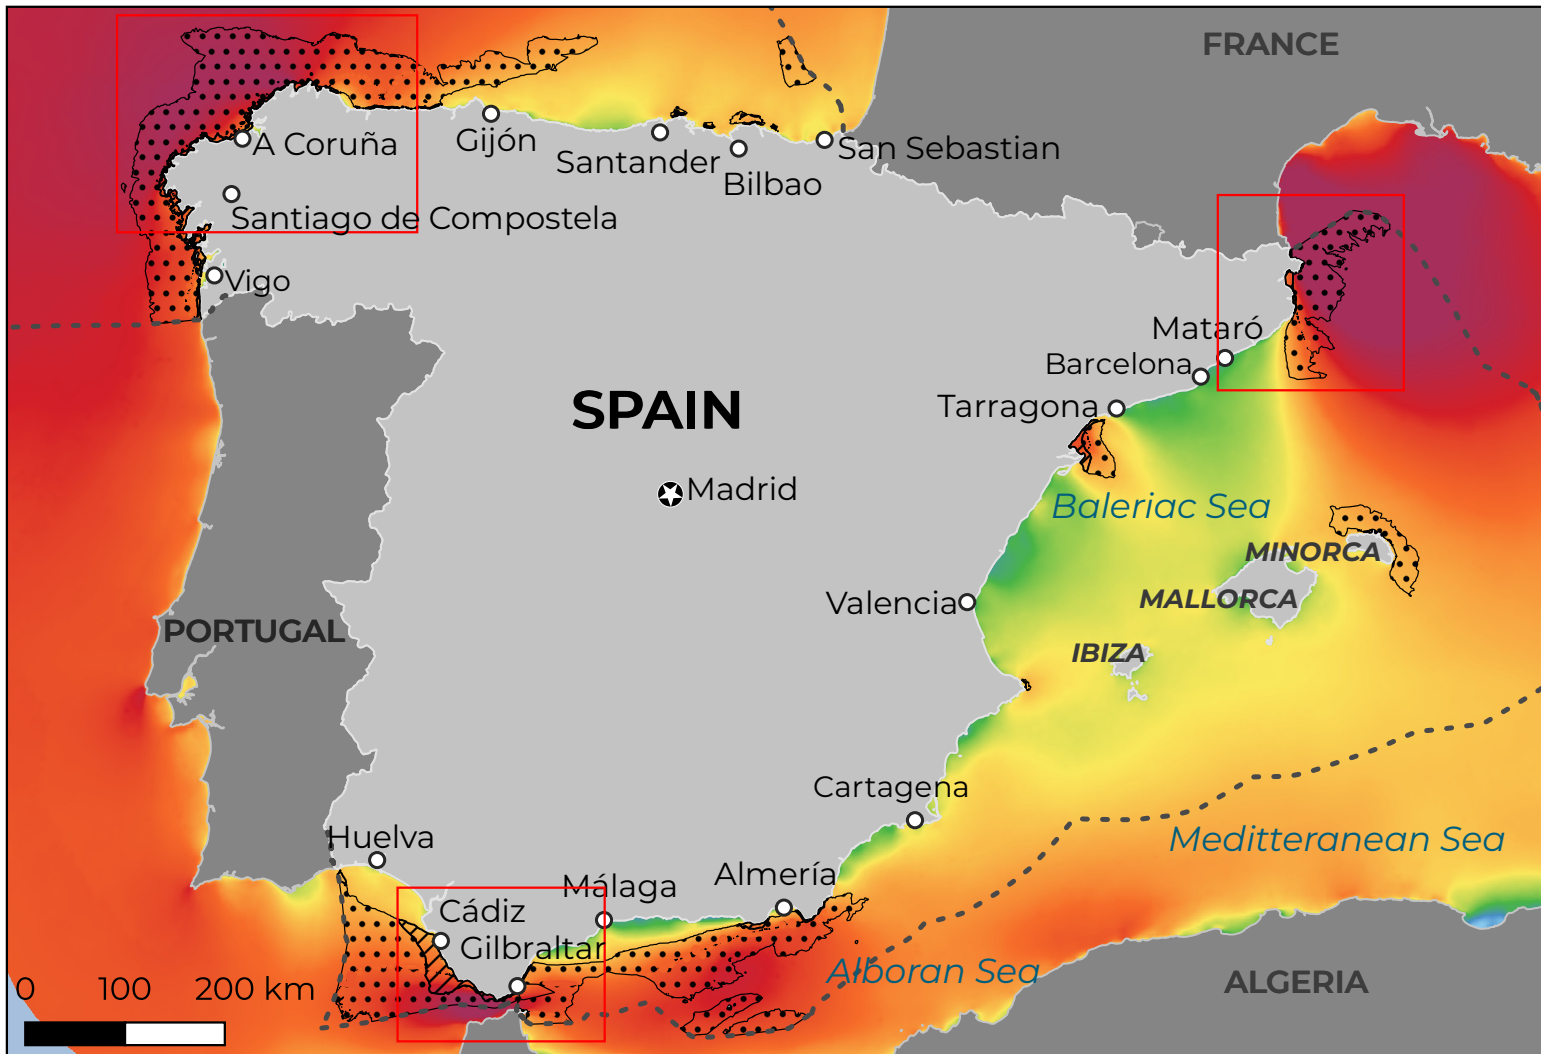 FRANCE
A Coruña
Gijón
Santander
San Sebastian
Bilbao
Santiago de Compostela
Vigo
Mataró
Barcelona
SPAIN
Tarragona
Madrid
Baleriac Sea
MINORCA
MALLORCA
Valencia
PORTUGAL
IBIZA
Cartagena
Huelva
Meditteranean Sea
Málaga
Almería
Cádiz
Gilbraltar
Alboran Sea
ALGERIA
0 100 200 km